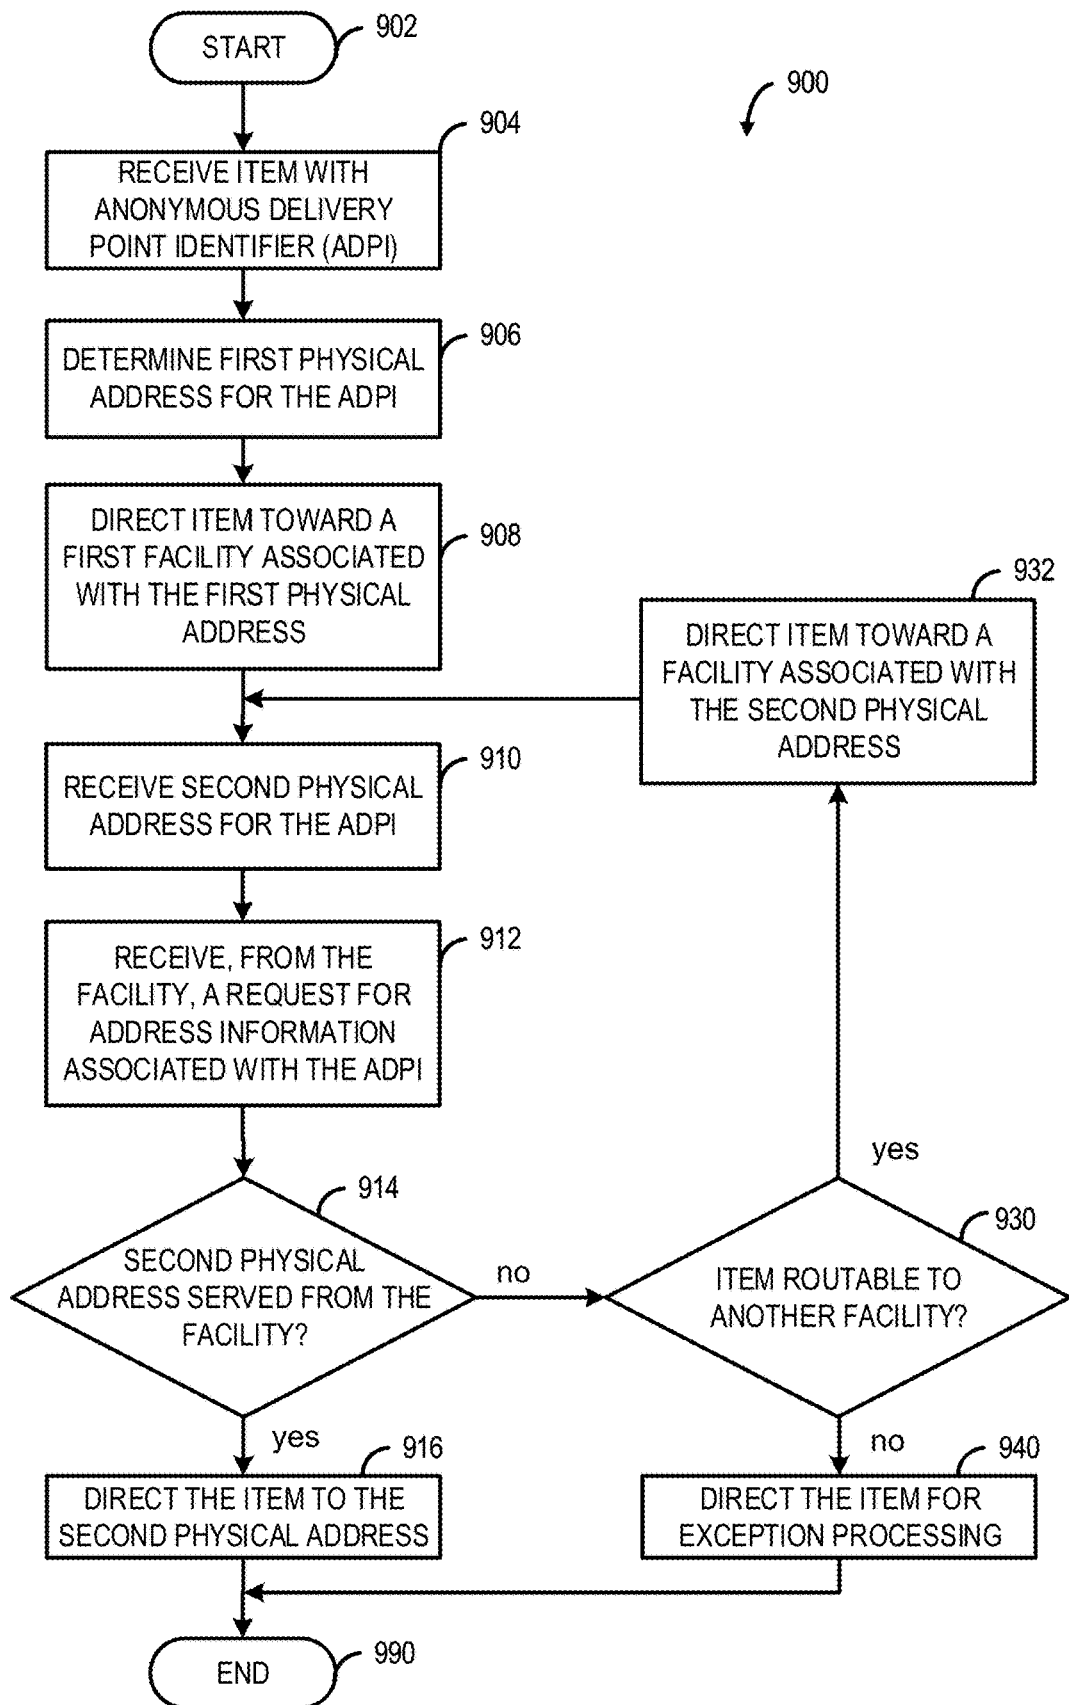 START
902
900
904
RECEIVE ITEM WITH
ANONYMOUS DELIVERY
POINT IDENTIFIER (ADPI)
906
DETERMINE FIRST PHYSICAL
ADDRESS FOR THE ADPI
908
DIRECT ITEM TOWARD A
FIRST FACILITY ASSOCIATED
WITH THE FIRST PHYSICAL
ADDRESS
932
DIRECT ITEM TOWARD A
FACILITY ASSOCIATED WITH
THE SECOND PHYSICAL
ADDRESS
910
RECEIVE SECOND PHYSICAL
ADDRESS FOR THE ADPI
912
RECEIVE, FROM THE
FACILITY, A REQUEST FOR
ADDRESS INFORMATION
ASSOCIATED WITH THE ADPI
914
SECOND PHYSICAL
ADDRESS SERVED FROM THE
FACILITY?
no
yes
930
ITEM ROUTABLE TO
ANOTHER FACILITY?
yes
916
DIRECT THE ITEM TO THE
SECOND PHYSICAL ADDRESS
no
940
DIRECT THE ITEM FOR
EXCEPTION PROCESSING
END
990